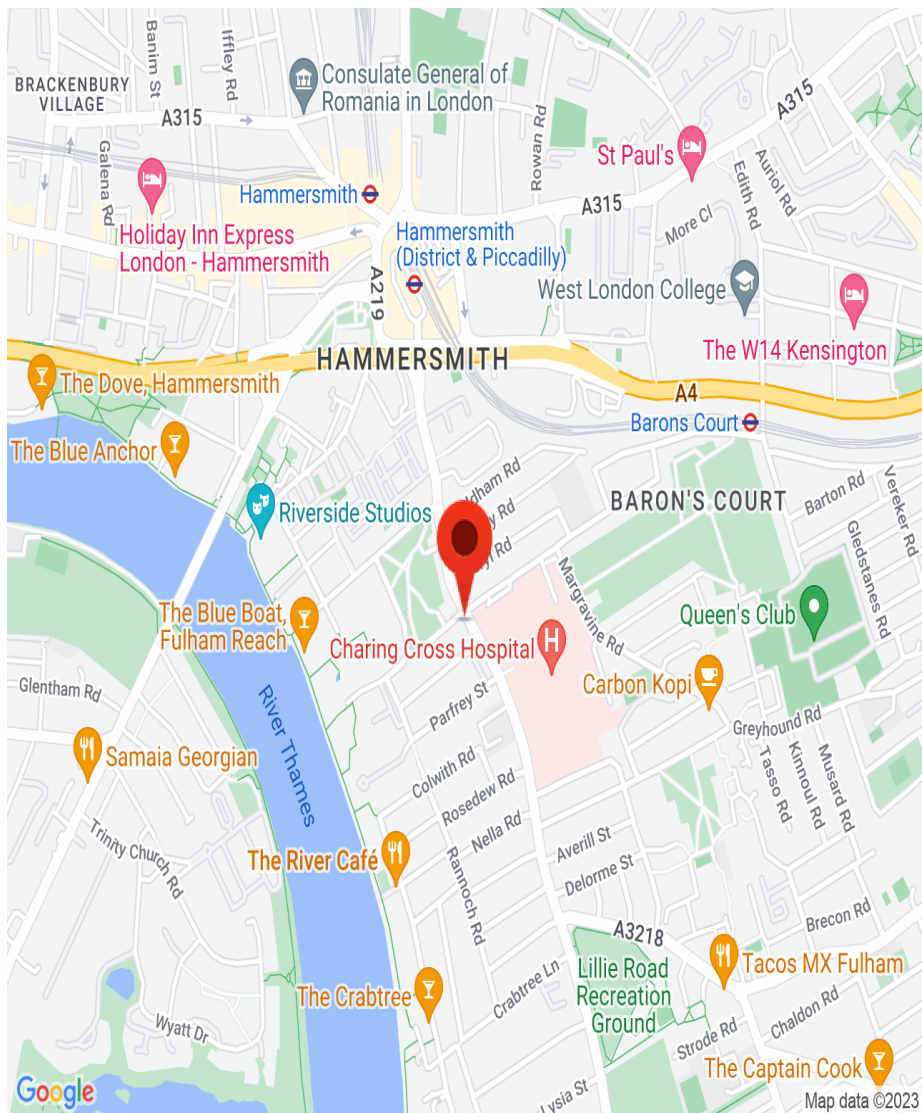 BRACKENBURY
VILLAGE
Banim St
Iffley Rd
Consulate General of
Romania in London
A315
A315
Galena Rd
Rowan Rd
St Paul's
Hammersmith
A315
Edith Rd
Auriol Rd
More Cl
Holiday Inn Express
London - Hammersmith
Hammersmith
(District & Piccadilly)
A219
West London College
The W14 Kensington
HAMMERSMITH
The Dove, Hammersmith
A4
Barons Court
The Blue Anchor
BARON'S COURT
Barton Rd
Vereker Rd
Riverside Studios
Gledstanes Rd
Margravine Rd
Queen's Club
The Blue Boat,
Fulham Reach
Charing Cross Hospital
Carbon Kopi
Glentham Rd
River Thames
Parfrey St
Greyhound Rd
Samaia Georgian
Colwith Rd
Tasso Rd
Kinnoul Rd
Musard Rd
Rosedew Rd
Nella Rd
Trinity Church Rd
The River Café
Averill St
Rannoch Rd
Delorme St
Brecon Rd
A3218
Crabtree Ln
Lillie Road
Recreation
Ground
Tacos MX Fulham
The Crabtree
Chaldon Rd
Wyatt Dr
Strode Rd
The Captain Cook
Lysia St
Google
Map data ©2023